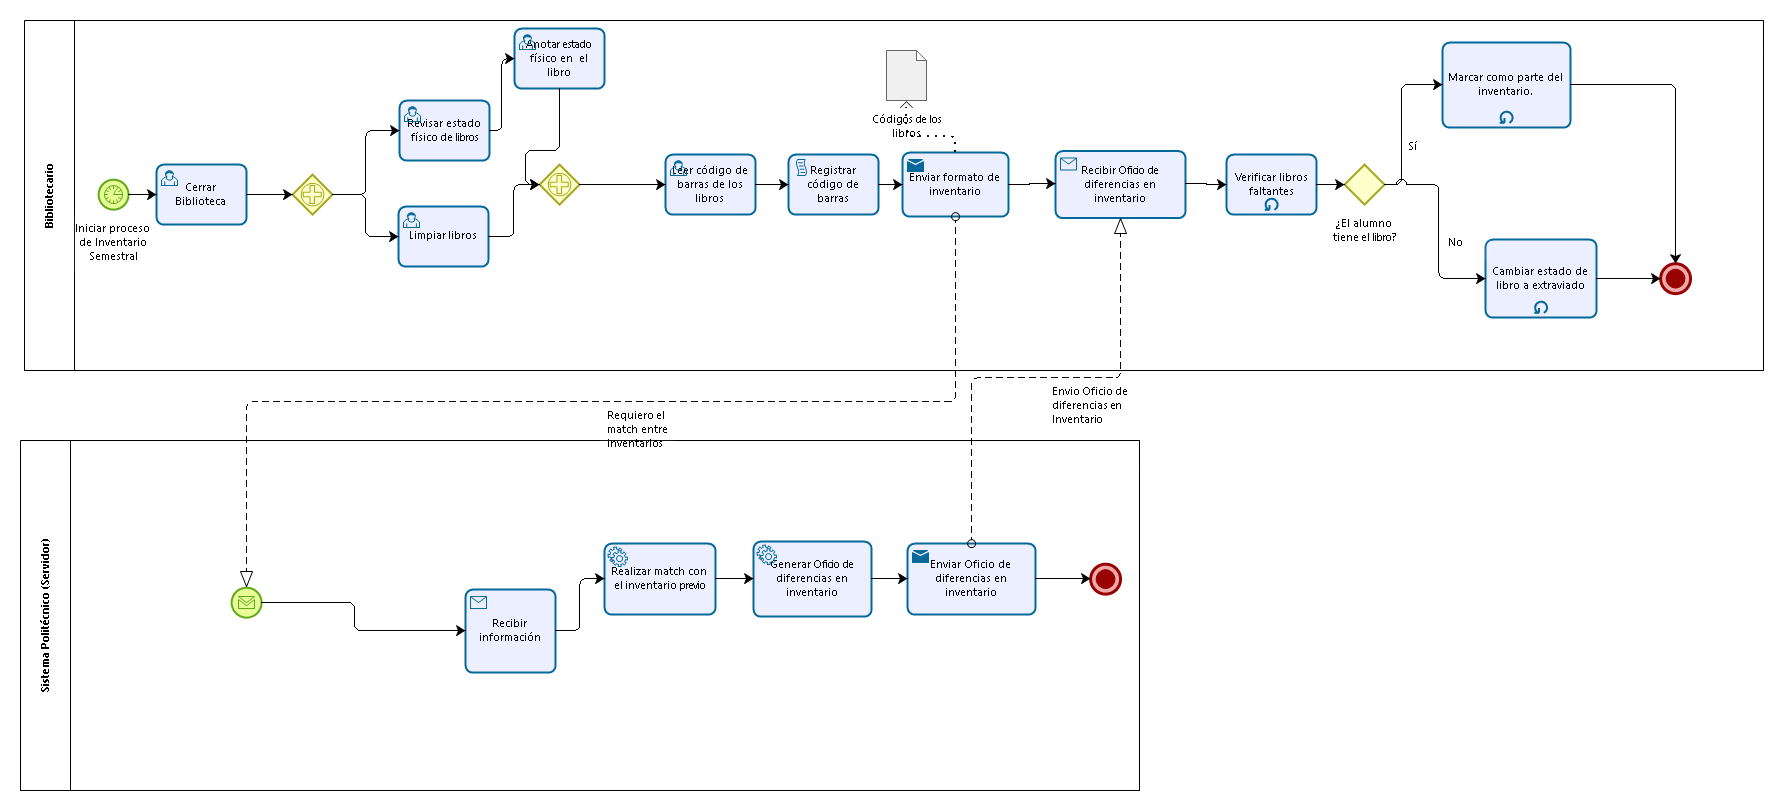 Bibliotecario
Iniciar proceso
de Inventario
Semestral
Cerrar
Biblioteca
Revisar estado
físico de libros
Anotar estado
físico en el
libro
Limpiar libros
Leer código de
barras de los
libros
Registrar
código de
barras
Códigos de los
libros
Enviar formato de
inventario
Recibir Oficio de
diferencias en
inventario
Verificar libros
faltantes
¿El alumno
tiene el libro?
Sí
No
Marcar como parte del
inventario.
Cambiar estado de
libro a extraviado
Requiero el
match entre
Inventarios
Envio Oficio de
diferencias en
Inventario
Sistema Politécnico (Servidor)
Recibir
información
Realizar match con
el inventario previo
Generar Oficio de
diferencias en
inventario
Enviar Oficio de
diferencias en
inventario